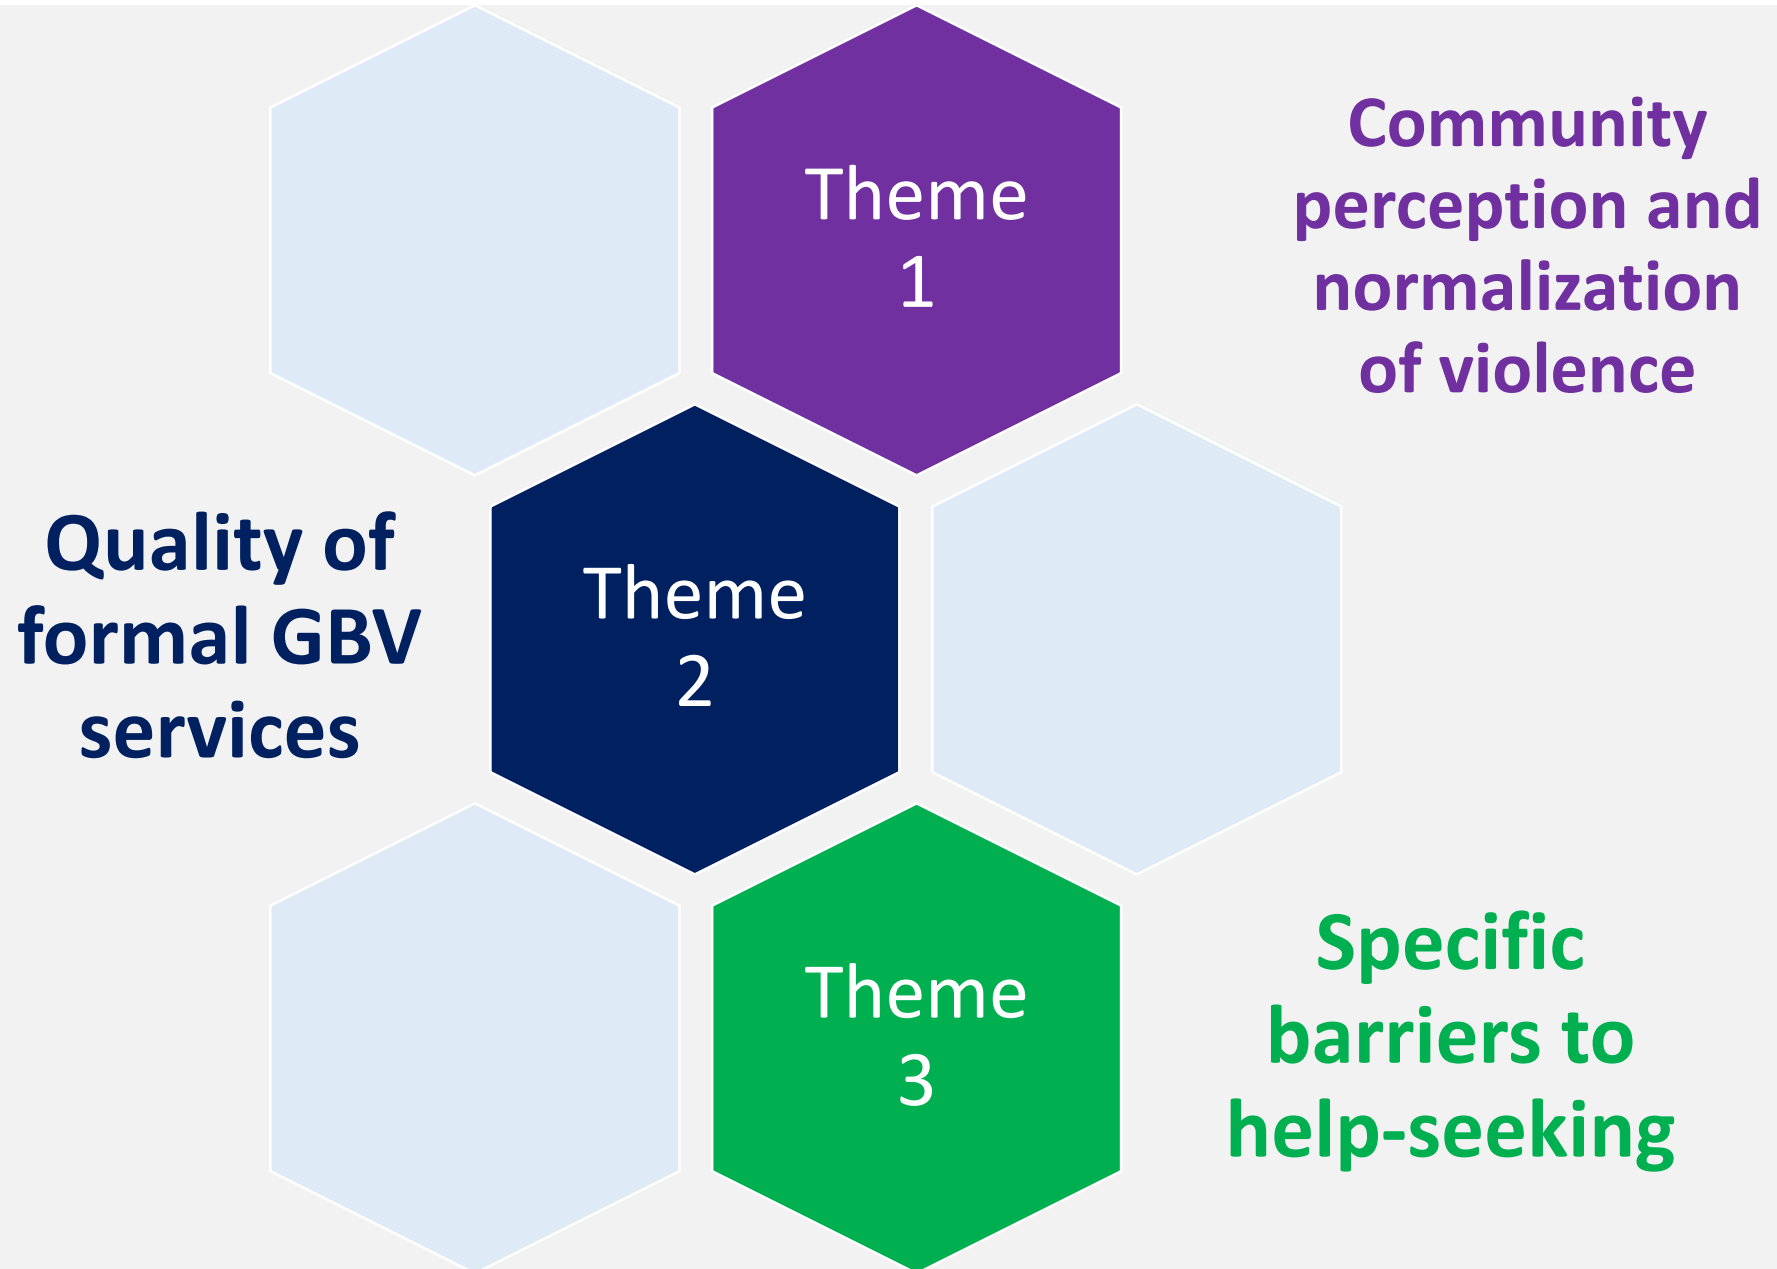 Theme
1
Community
perception and
normalization
of violence
Quality of
formal GBV
services
Theme
2
Theme
3
Specific
barriers to
help-seeking